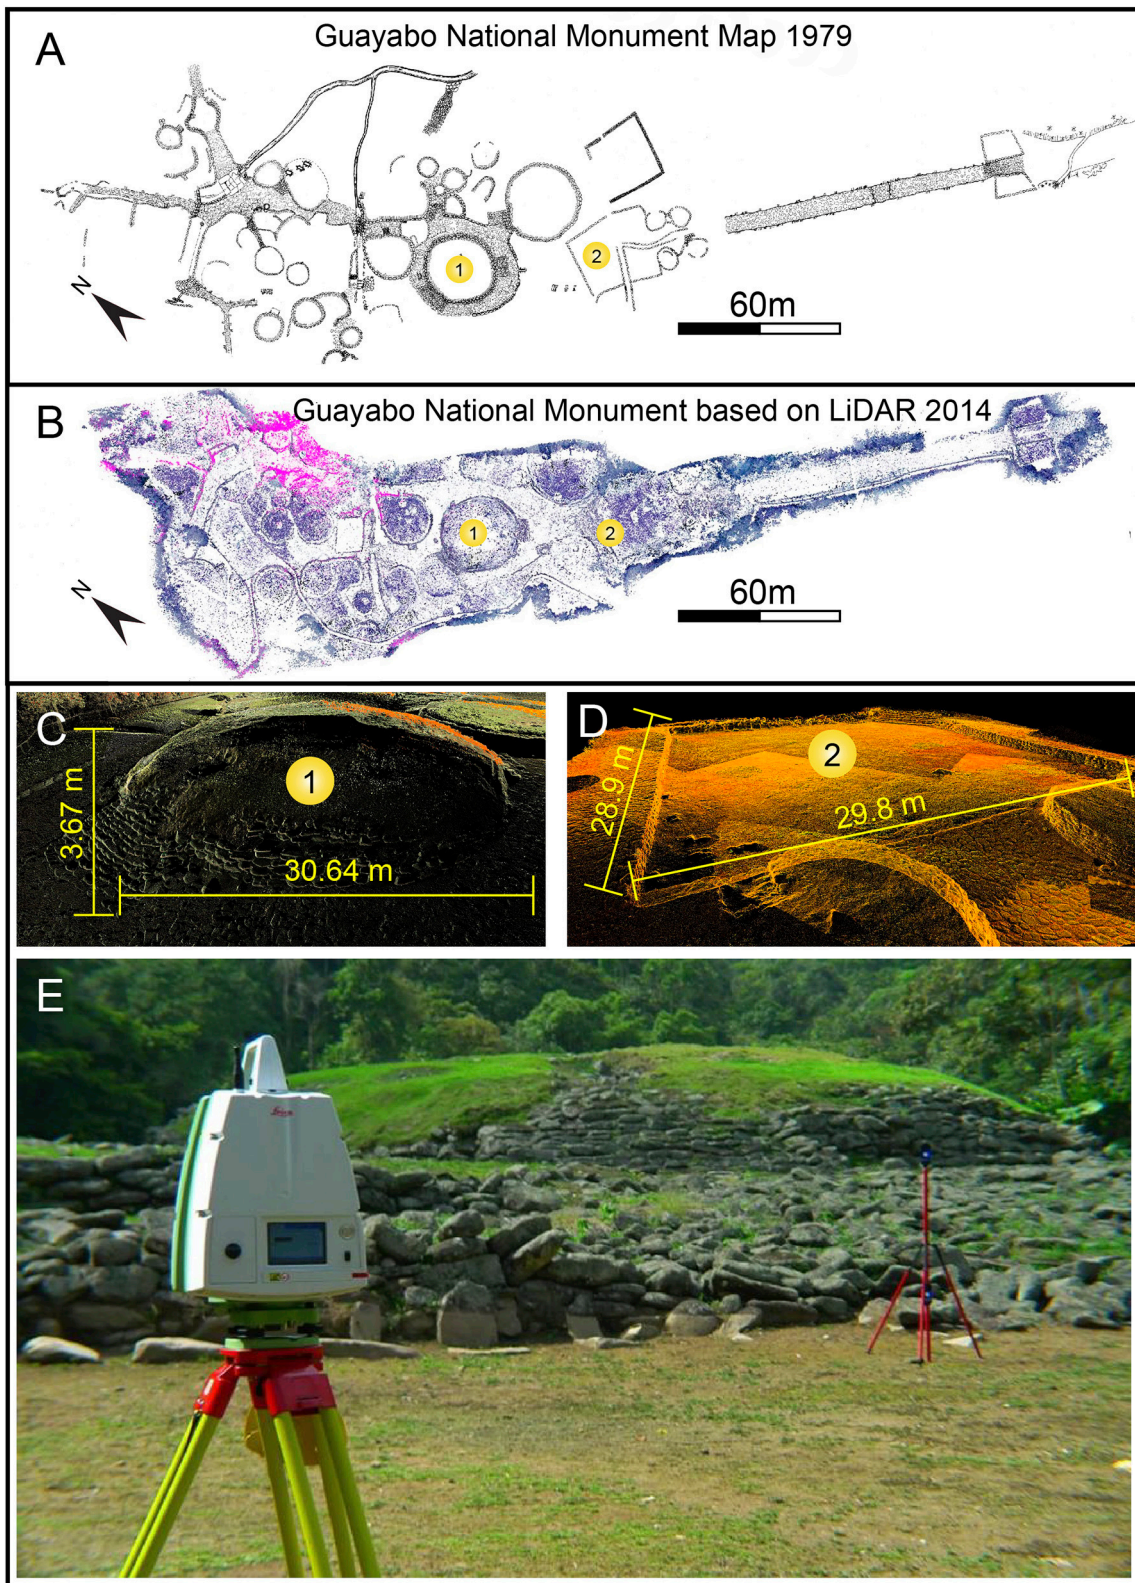 A
Guayabo National Monument Map 1979
1
2
N
60m
B
Guayabo National Monument based on LiDAR 2014
1
2
N
60m
C
3.67 m
1
30.64 m
D
28.9 m
2
29.8 m
E
Leica